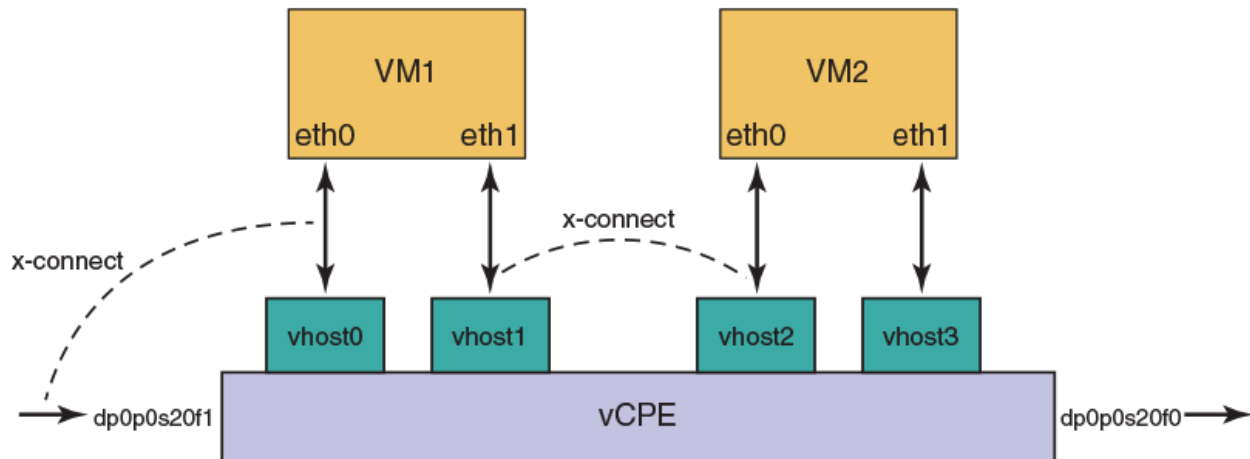 VM1
VM2
eth0
eth1
eth0
eth1
x-connect
x-connect
vhost0
vhost1
vhost2
vhost3
dp0p0s20f1
vCPE
dp0p0s20f0